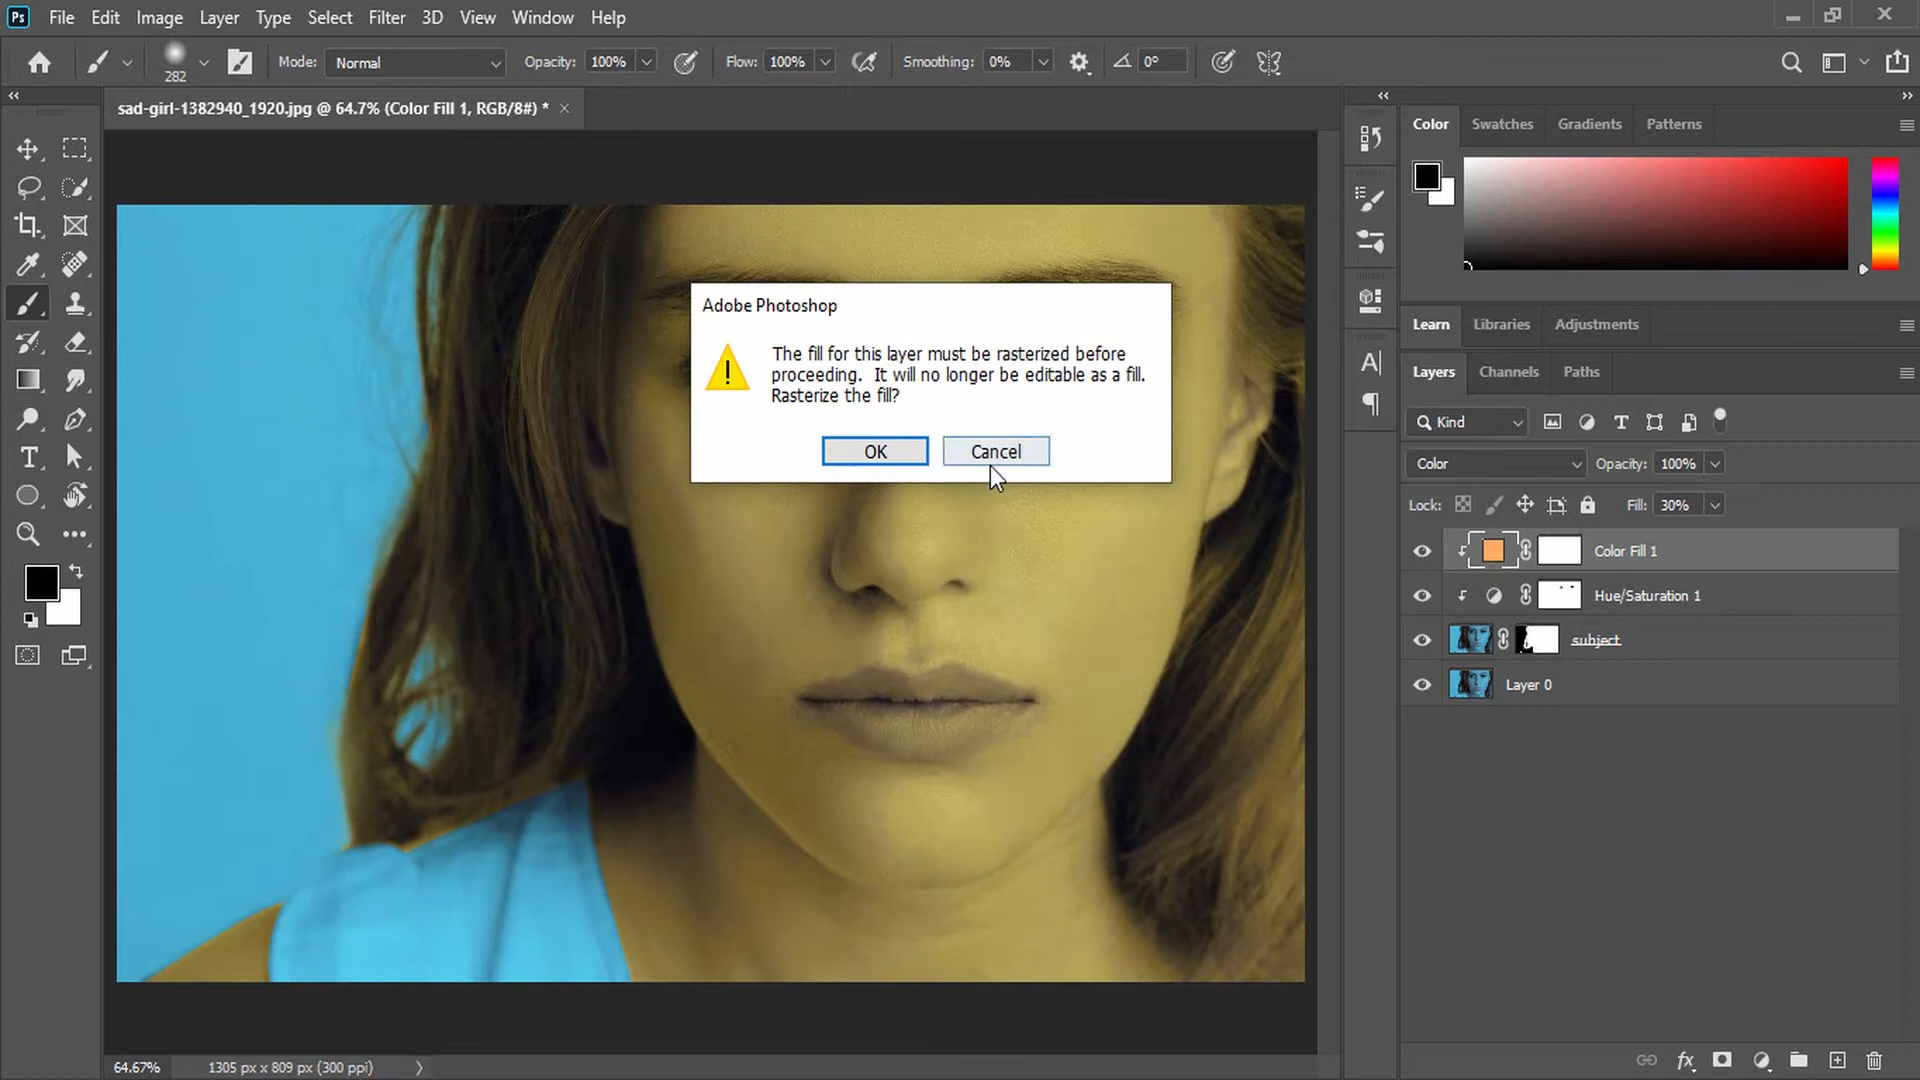 Ps File Edit Image Layer Type Select Filter 3D View Window Help
282 Mode: Normal Opacity: 100% Flow: 100% Smoothing: 0% 0°
sad-girl-1382940_1920.jpg @ 64.7% (Color Fill 1, RGB/8#) *
Color Swatches Gradients Patterns
Adobe Photoshop
The fill for this layer must be rasterized before
proceeding. It will no longer be editable as a fill.
Rasterize the fill?
OK Cancel
Learn Libraries Adjustments
Layers Channels Paths
Kind
Color Opacity: 100%
Lock: Fill: 30%
Color Fill 1
Hue/Saturation 1
subject
Layer 0
64.67% 1305 px x 809 px (300 ppi)